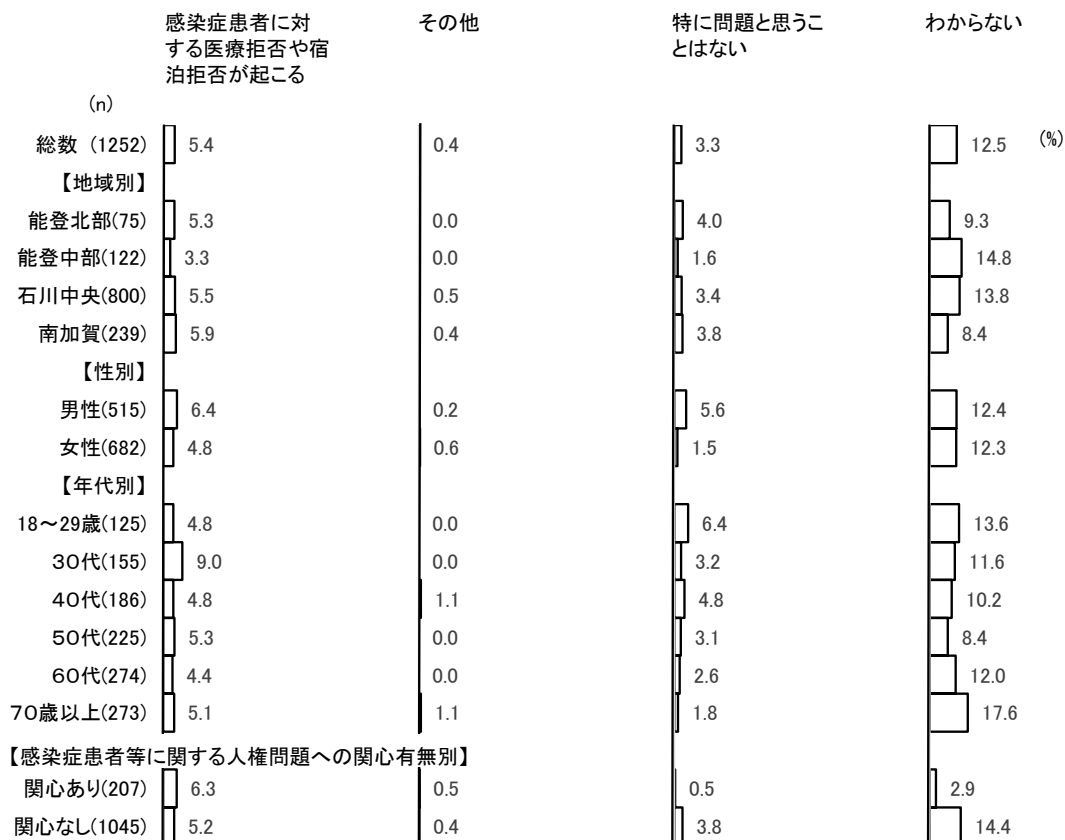 感染症患者に対
する医療拒否や宿
泊拒否が起こる
その他
特に問題と思うこ
とはない
わからない
(n)
総数 (1252) 5.4 0.4 3.3 12.5 (%)
【地域別】
能登北部(75) 5.3 0.0 4.0 9.3
能登中部(122) 3.3 0.0 1.6 14.8
石川中央(800) 5.5 0.5 3.4 13.8
南加賀(239) 5.9 0.4 3.8 8.4
【性別】
男性(515) 6.4 0.2 5.6 12.4
女性(682) 4.8 0.6 1.5 12.3
【年代別】
18～29歳(125) 4.8 0.0 6.4 13.6
３０代(155) 9.0 0.0 3.2 11.6
４０代(186) 4.8 1.1 4.8 10.2
５０代(225) 5.3 0.0 3.1 8.4
６０代(274) 4.4 0.0 2.6 12.0
７０歳以上(273) 5.1 1.1 1.8 17.6
【感染症患者等に関する人権問題への関心有無別】
関心あり(207) 6.3 0.5 0.5 2.9
関心なし(1045) 5.2 0.4 3.8 14.4